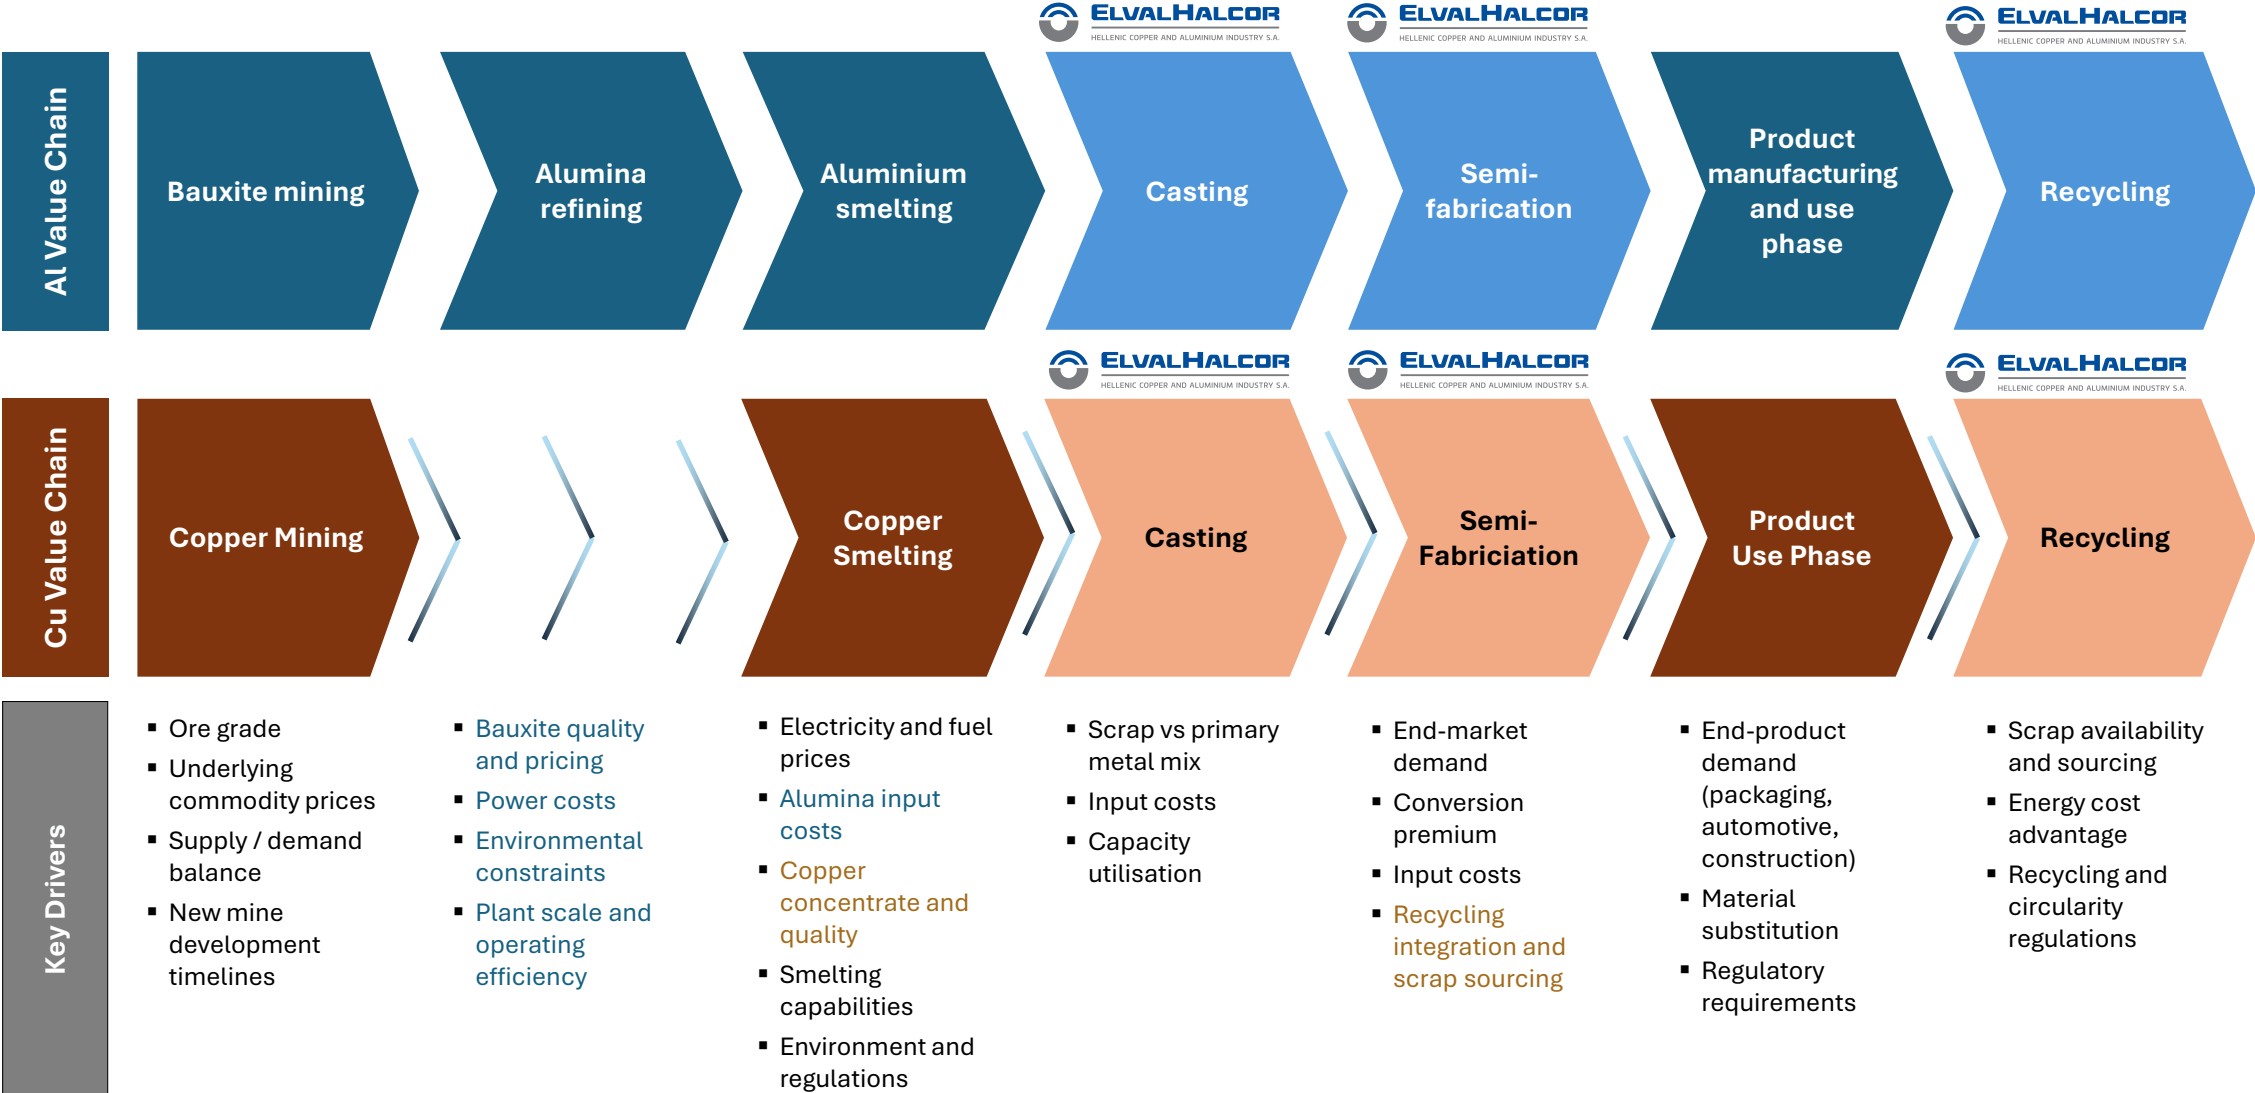 ELVALHALCOR
HELLENIC COPPER AND ALUMINIUM INDUSTRY S.A.
ELVALHALCOR
HELLENIC COPPER AND ALUMINIUM INDUSTRY S.A.
ELVALHALCOR
HELLENIC COPPER AND ALUMINIUM INDUSTRY S.A.
Al Value Chain
Bauxite mining
Alumina
refining
Aluminium
smelting
Casting
Semi-
fabrication
Product
manufacturing
and use
phase
Recycling
ELVALHALCOR
HELLENIC COPPER AND ALUMINIUM INDUSTRY S.A.
ELVALHALCOR
HELLENIC COPPER AND ALUMINIUM INDUSTRY S.A.
ELVALHALCOR
HELLENIC COPPER AND ALUMINIUM INDUSTRY S.A.
Cu Value Chain
Copper Mining
Copper
Smelting
Casting
Semi-
Fabriciation
Product
Use Phase
Recycling
Key Drivers
▪ Ore grade
▪ Underlying
commodity prices
▪ Supply / demand
balance
▪ New mine
development
timelines
▪ Bauxite quality
and pricing
▪ Power costs
▪ Environmental
constraints
▪ Plant scale and
operating
efficiency
▪ Electricity and fuel
prices
▪ Alumina input
costs
▪ Copper
concentrate and
quality
▪ Smelting
capabilities
▪ Environment and
regulations
▪ Scrap vs primary
metal mix
▪ Input costs
▪ Capacity
utilisation
▪ End-market
demand
▪ Conversion
premium
▪ Input costs
▪ Recycling
integration and
scrap sourcing
▪ End-product
demand
(packaging,
automotive,
construction)
▪ Material
substitution
▪ Regulatory
requirements
▪ Scrap availability
and sourcing
▪ Energy cost
advantage
▪ Recycling and
circularity
regulations